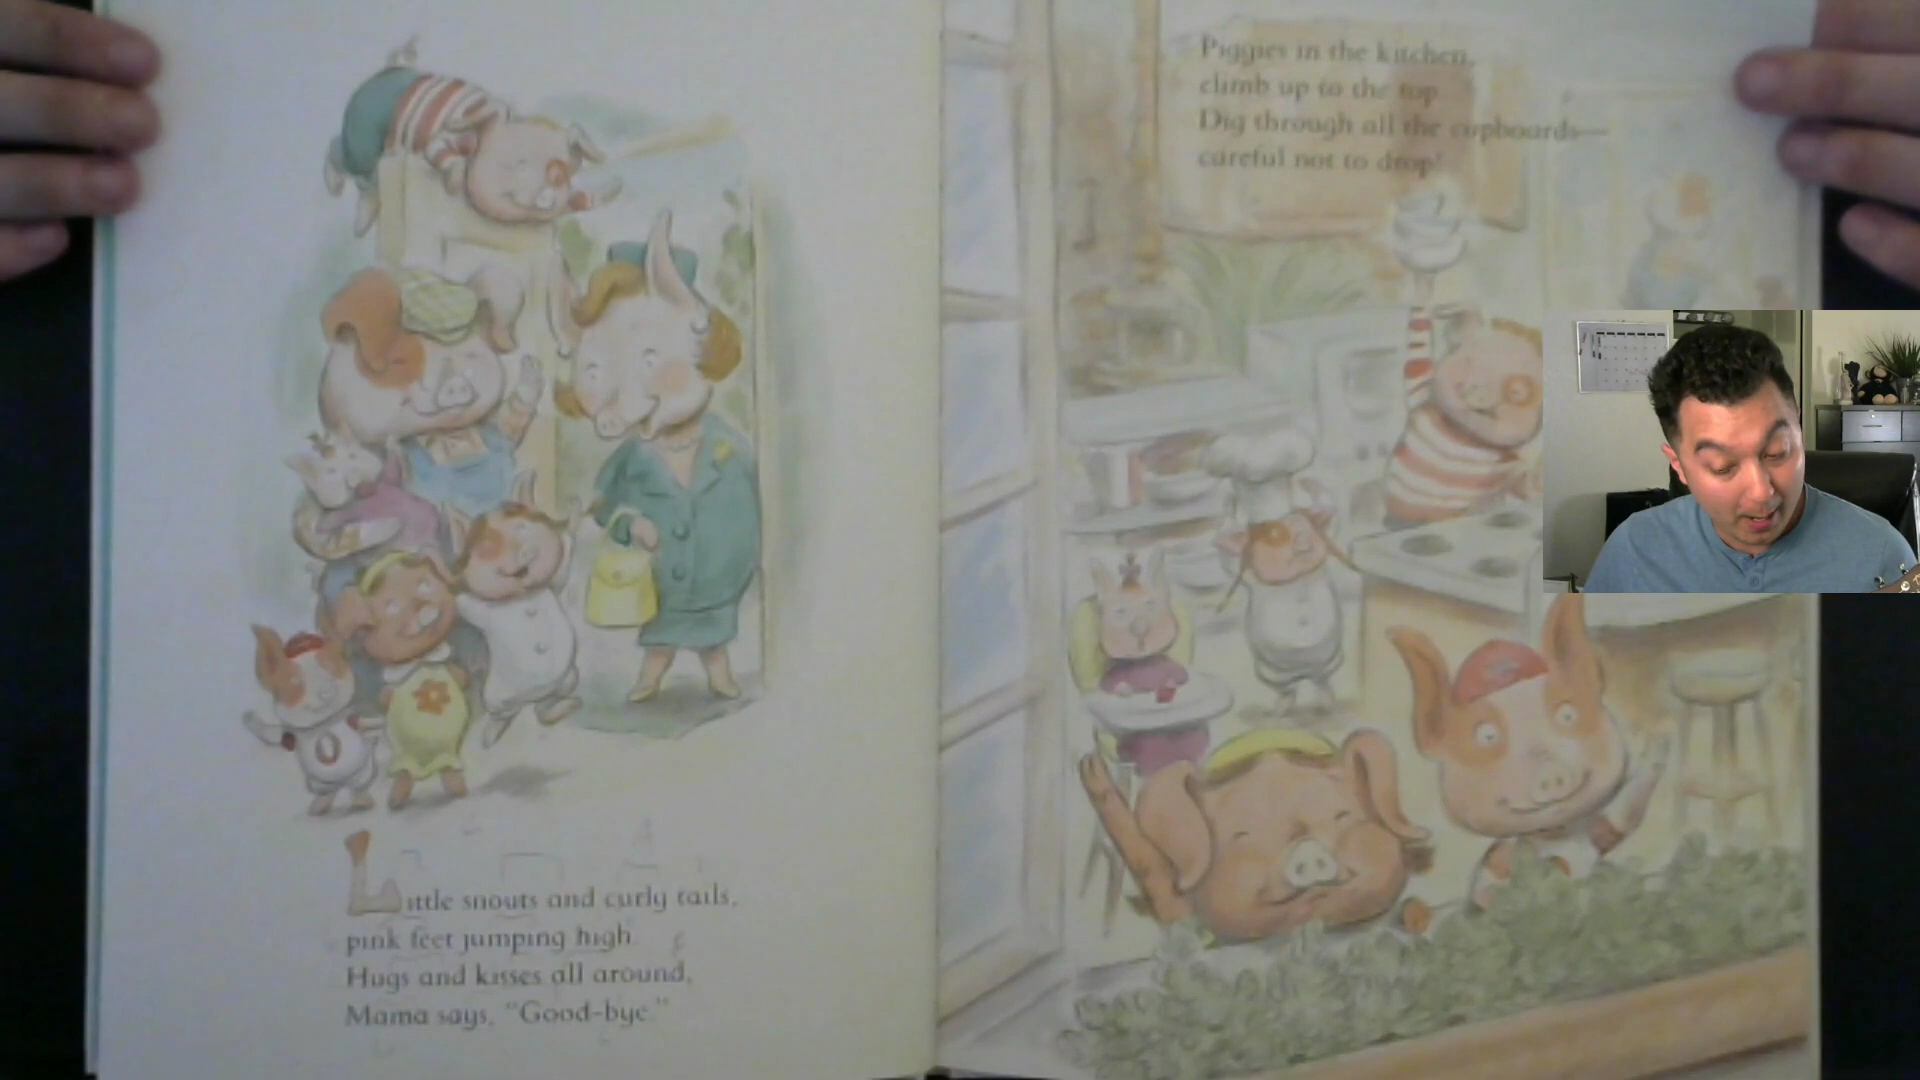 Little snouts and curly tails,
pink feet jumping high.
Hugs and kisses all around,
Mama says, "Good-bye."
Piggies in the kitchen,
climb up to the top.
Dig through all the cupboards—
careful not to drop!